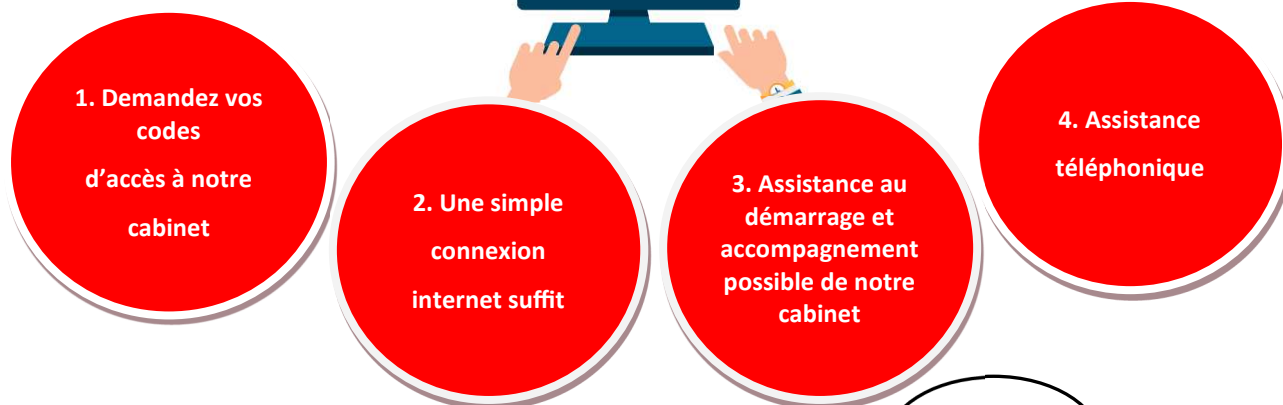 1. Demandez vos
codes
d’accès à notre
cabinet
2. Une simple
connexion
internet suffit
3. Assistance au
démarrage et
accompagnement
possible de notre
cabinet
4. Assistance
téléphonique